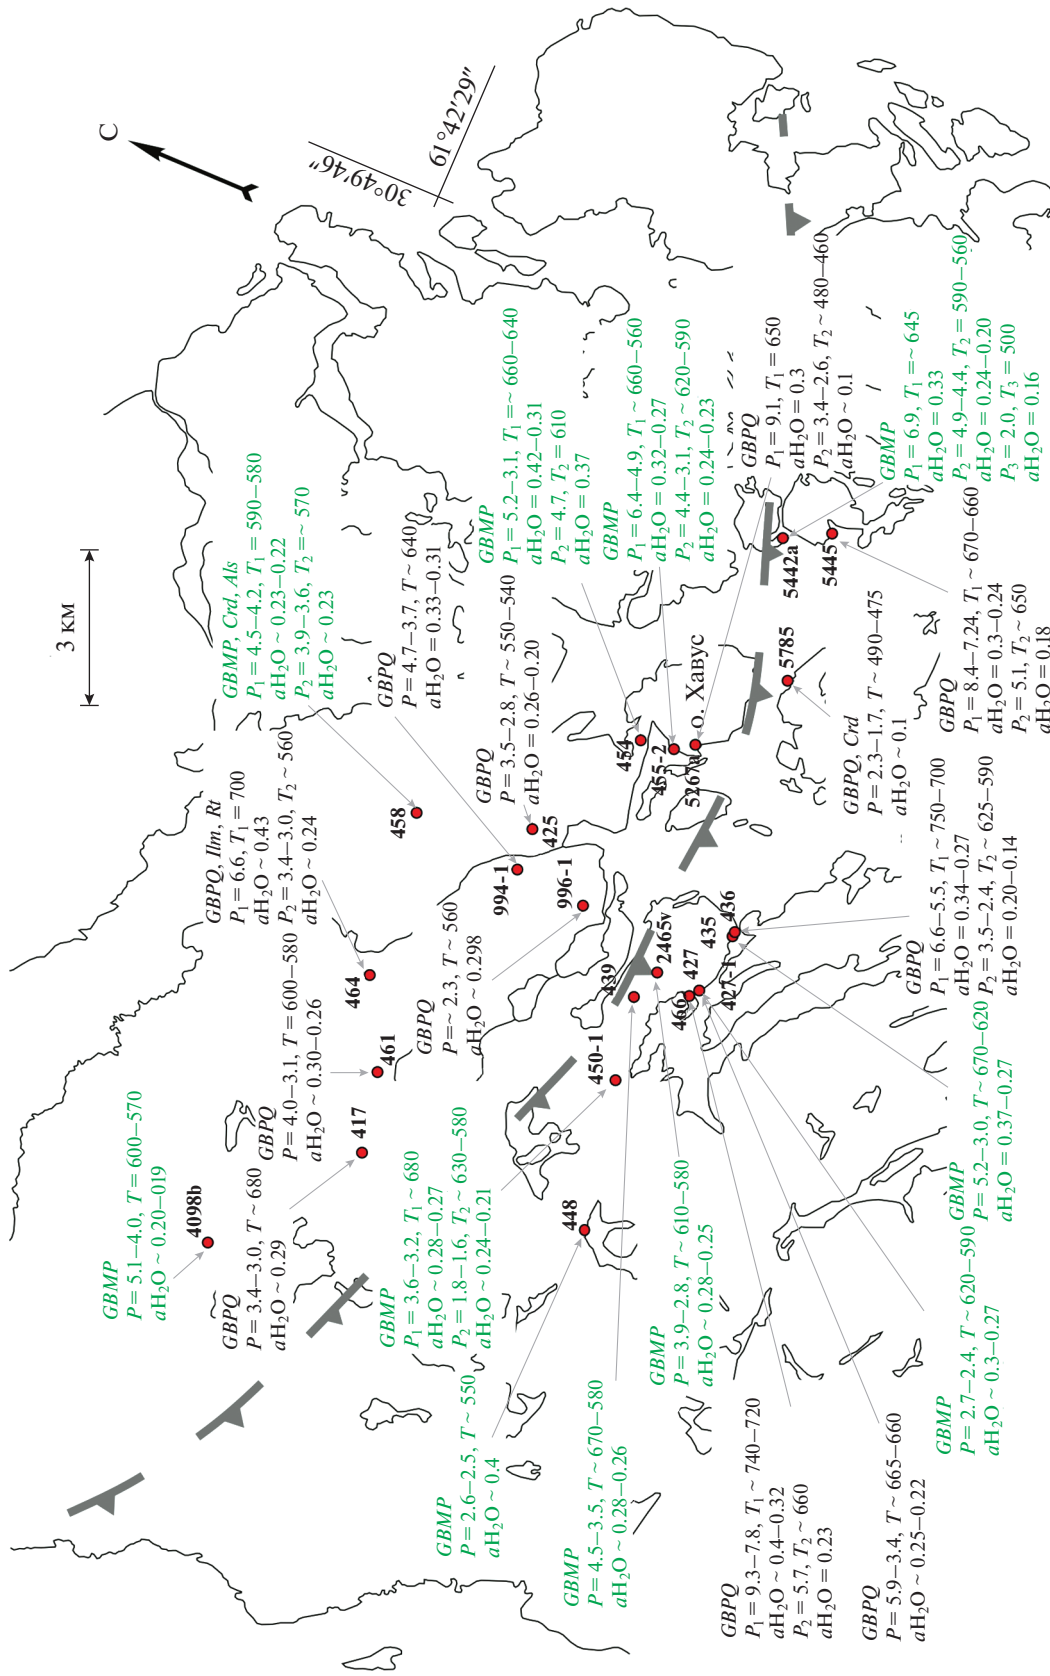 C
30°49′46″
61°42′29″
3 км
GBMP
P = 5.1–4.0, T = 600–570
aH₂O ~ 0.20–019
4098b
GBPQ
P = 3.4–3.0, T ~ 680
aH₂O ~ 0.29
417
GBPQ
P = 4.0–3.1, T = 600–580
aH₂O ~ 0.30–0.26
461
GBPQ, Ilm, Rt
P₁ = 6.6, T₁ = 700
aH₂O ~ 0.43
P₂ = 3.4–3.0, T₂ ~ 560
aH₂O ~ 0.24
464
GBMP, Crd, Als
P₁ = 4.5–4.2, T₁ = 590–580
aH₂O ~ 0.23–0.22
P₂ = 3.9–3.6, T₂ =~ 570
aH₂O ~ 0.23
458
GBPQ
P = 4.7–3.7, T ~ 640
aH₂O = 0.33–0.31
994-1
GBPQ
P = 3.5–2.8, T ~ 550–540
aH₂O = 0.26–0.20
425
GBPQ
P =~ 2.3, T ~ 560
aH₂O ~ 0.298
996-1
GBMP
P₁ = 5.2–3.1, T₁ =~ 660–640
aH₂O = 0.42–0.31
P₂ = 4.7, T₂ = 610
aH₂O = 0.37
454
GBMP
P₁ = 6.4–4.9, T₁ ~ 660–560
aH₂O = 0.32–0.27
P₂ = 4.4–3.1, T₂ ~ 620–590
aH₂O = 0.24–0.23
455-2
GBPQ
P₁ = 9.1, T₁ = 650
aH₂O = 0.3
P₂ = 3.4–2.6, T₂ ~ 480–460
aH₂O ~ 0.1
5267a
о. Хавус
GBMP
P₁ = 6.9, T₁ =~ 645
aH₂O = 0.33
P₂ = 4.9–4.4, T₂ = 590–560
aH₂O = 0.24–0.20
P₃ = 2.0, T₃ = 500
aH₂O = 0.16
5442a
5445
GBPQ
P₁ = 8.4–7.24, T₁ ~ 670–660
aH₂O = 0.3–0.24
P₂ = 5.1, T₂ ~ 650
aH₂O = 0.18
5785
GBPQ, Crd
P = 2.3–1.7, T ~ 490–475
aH₂O ~ 0.1
GBMP
P₁ = 3.6–3.2, T₁ ~ 680
aH₂O ~ 0.28–0.27
P₂ = 1.8–1.6, T₂ ~ 630–580
aH₂O ~ 0.24–0.21
450-1
GBMP
P = 2.6–2.5, T ~ 550
aH₂O ~ 0.4
448
GBMP
P = 4.5–3.5, T ~ 670–580
aH₂O ~ 0.28–0.26
439
GBMP
P = 3.9–2.8, T ~ 610–580
aH₂O ~ 0.28–0.25
2465v
466
427
427-1
435
436
GBPQ
P₁ = 9.3–7.8, T₁ ~ 740–720
aH₂O ~ 0.4–0.32
P₂ = 5.7, T₂ ~ 660
aH₂O = 0.23
GBPQ
P = 5.9–3.4, T ~ 665–660
aH₂O ~ 0.25–0.22
GBMP
P = 2.7–2.4, T ~ 620–590
aH₂O ~ 0.3–0.27
GBMP
P = 5.2–3.0, T ~ 670–620
aH₂O = 0.37–0.27
GBPQ
P₁ = 6.6–5.5, T₁ ~ 750–700
aH₂O = 0.34–0.27
P₂ = 3.5–2.4, T₂ ~ 625–590
aH₂O = 0.20–0.14